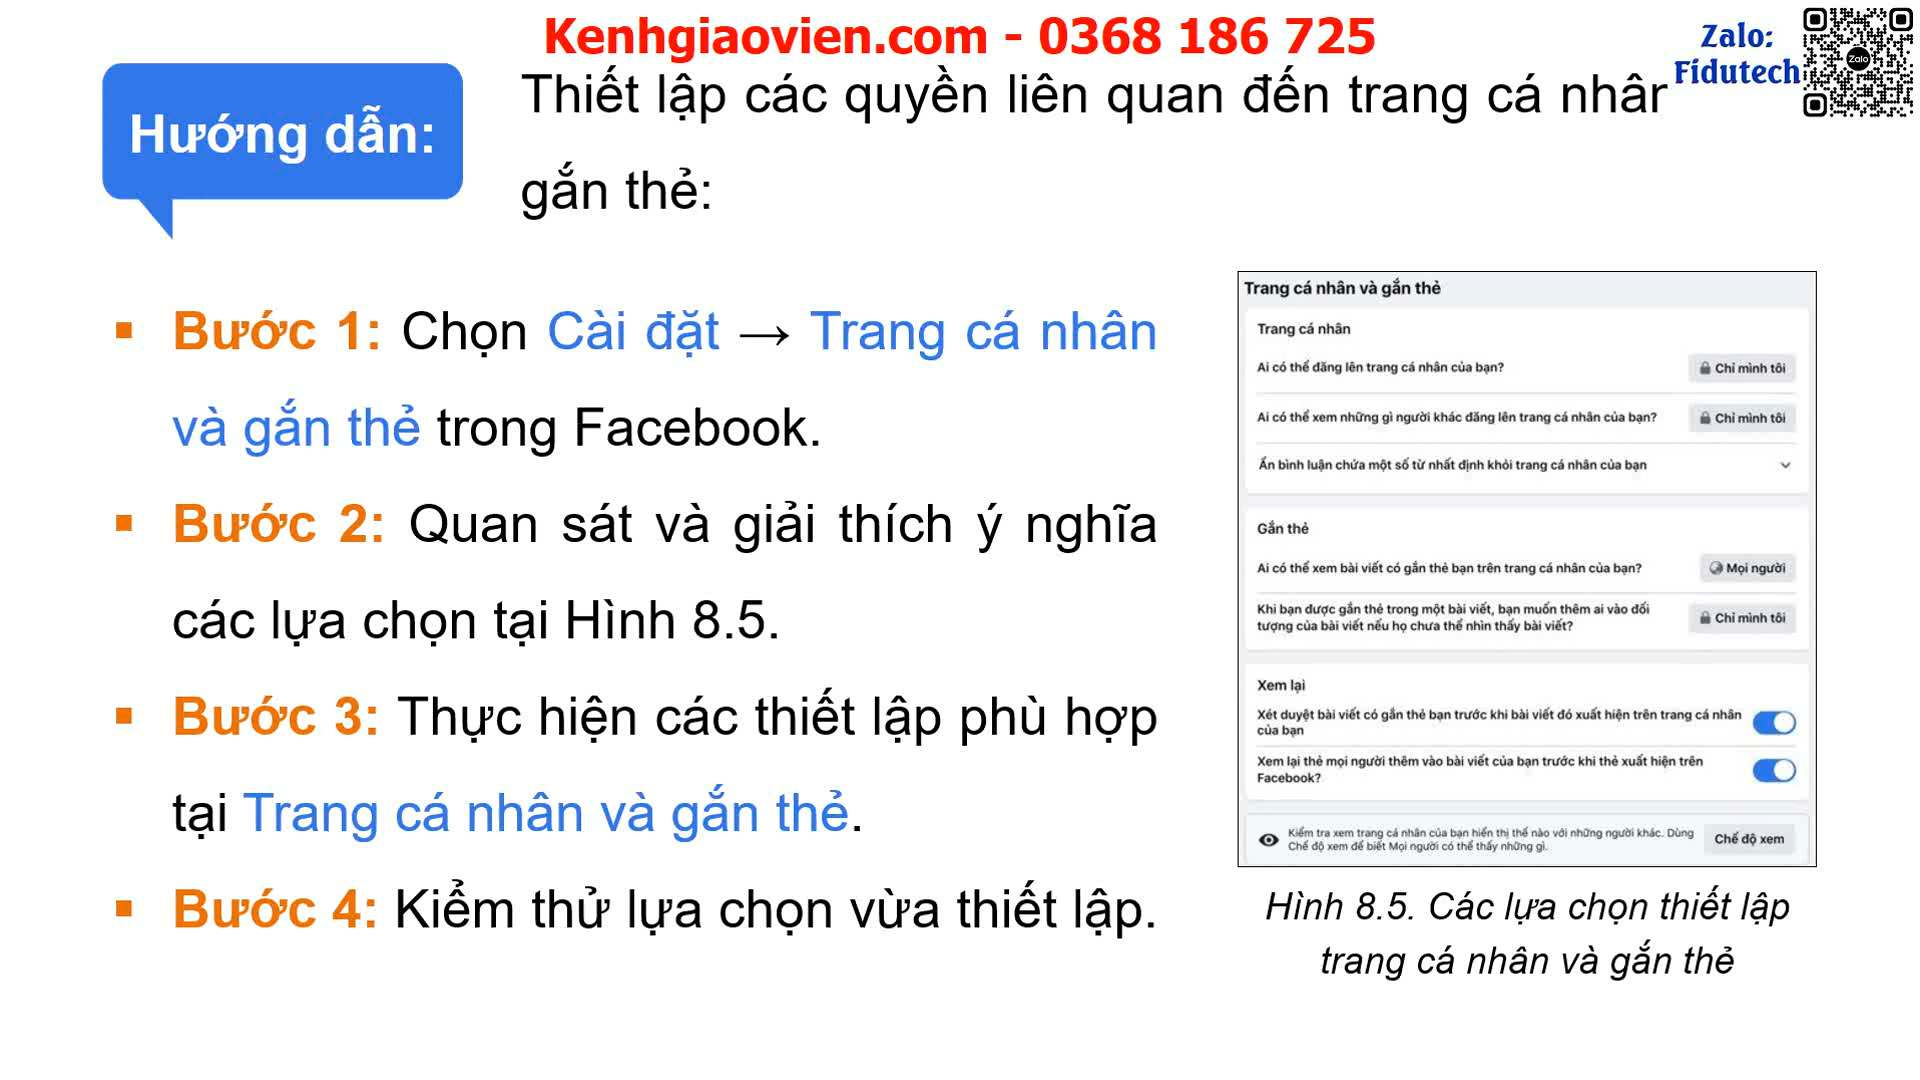 Kenhgiaovien.com - 0368 186 725
Zalo:
Fidutech
Zalo
Hướng dẫn:
Thiết lập các quyền liên quan đến trang cá nhân
gắn thẻ:
▪ Bước 1: Chọn Cài đặt → Trang cá nhân
và gắn thẻ trong Facebook.
▪ Bước 2: Quan sát và giải thích ý nghĩa
các lựa chọn tại Hình 8.5.
▪ Bước 3: Thực hiện các thiết lập phù hợp
tại Trang cá nhân và gắn thẻ.
▪ Bước 4: Kiểm thử lựa chọn vừa thiết lập.
Trang cá nhân và gắn thẻ
Trang cá nhân
Ai có thể đăng lên trang cá nhân của bạn?
Chỉ mình tôi
Ai có thể xem những gì người khác đăng lên trang cá nhân của bạn?
Chỉ mình tôi
Ẩn bình luận chứa một số từ nhất định khỏi trang cá nhân của bạn
Gắn thẻ
Ai có thể xem bài viết có gắn thẻ bạn trên trang cá nhân của bạn?
Mọi người
Khi bạn được gắn thẻ trong một bài viết, bạn muốn thêm ai vào đối
tượng của bài viết nếu họ chưa thể nhìn thấy bài viết?
Chỉ mình tôi
Xem lại
Xét duyệt bài viết có gắn thẻ bạn trước khi bài viết đó xuất hiện trên trang cá nhân
của bạn
Xem lại thẻ mọi người thêm vào bài viết của bạn trước khi thẻ xuất hiện trên
Facebook?
Kiểm tra xem trang cá nhân của bạn hiển thị thế nào với những người khác. Dùng
Chế độ xem để biết Mọi người có thể thấy những gì.
Chế độ xem
Hình 8.5. Các lựa chọn thiết lập
trang cá nhân và gắn thẻ